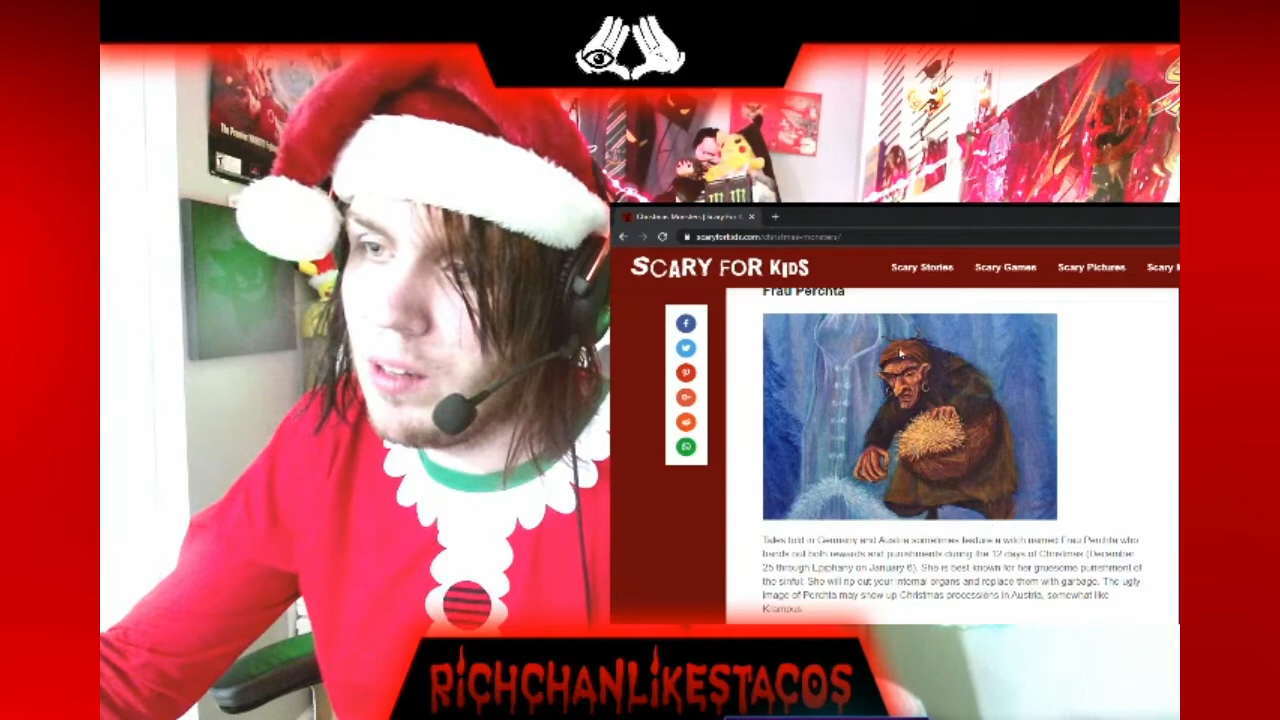 The Premier
Christmas Monsters | Scary For K
scaryforkids.com/christmas-monsters/
SCARY FOR KIDS
Scary Stories Scary Games Scary Pictures Scary
Frau Perchta
Tales told in Germany and Austria sometimes feature a witch named Frau Perchta who
hands out both rewards and punishments during the 12 days of Christmas (December
25 through Epiphany on January 6). She is best known for her gruesome punishment of
the sinful: She will rip out your internal organs and replace them with garbage. The ugly
image of Perchta may show up Christmas processions in Austria, somewhat like
Krampus.
RiCHCHANLiKESTACOS